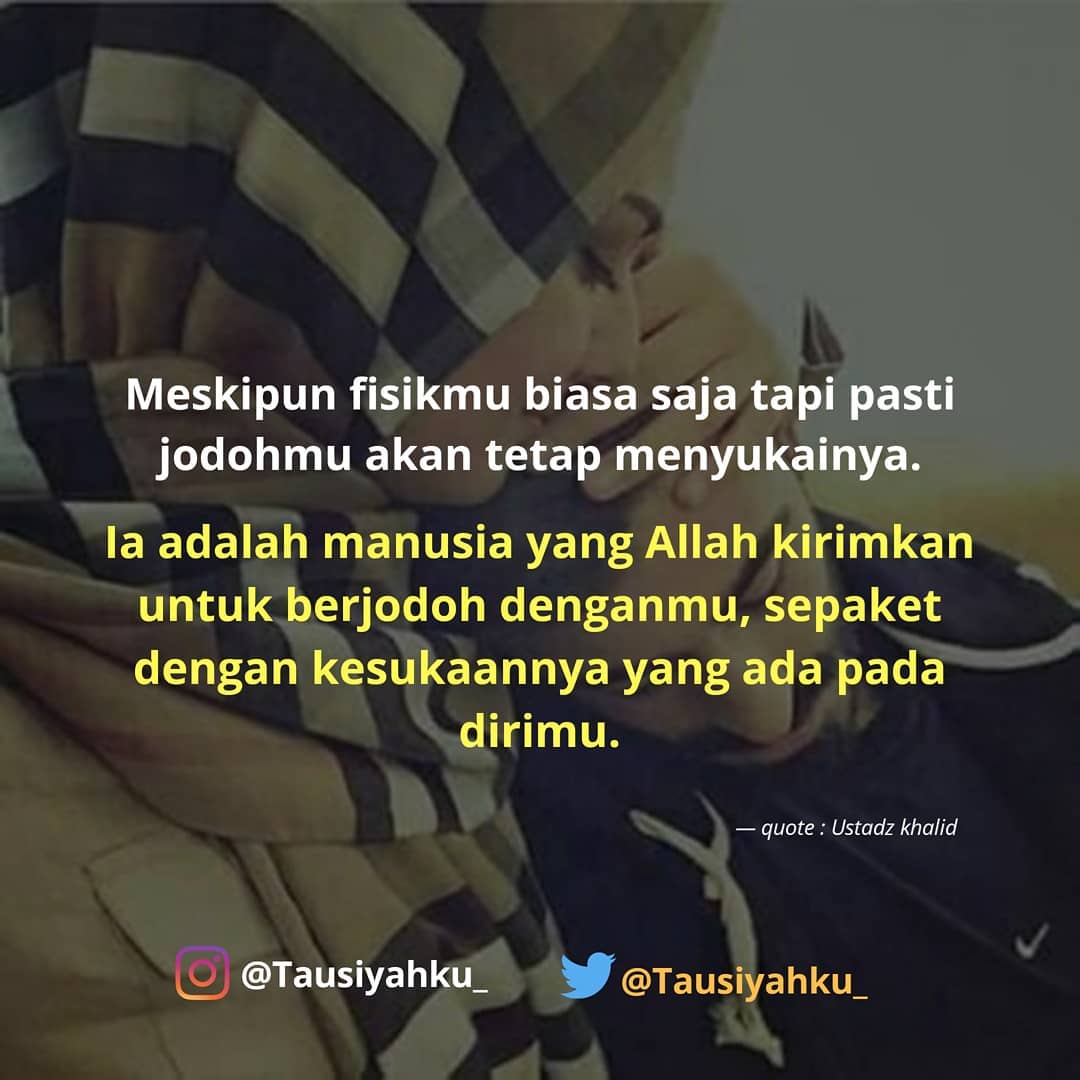 Meskipun fisikmu biasa saja tapi pasti
jodohmu akan tetap menyukainya.
Ia adalah manusia yang Allah kirimkan
untuk berjodoh denganmu, sepaket
dengan kesukaannya yang ada pada
dirimu.
— quote : Ustadz khalid
@Tausiyahku_ @Tausiyahku_